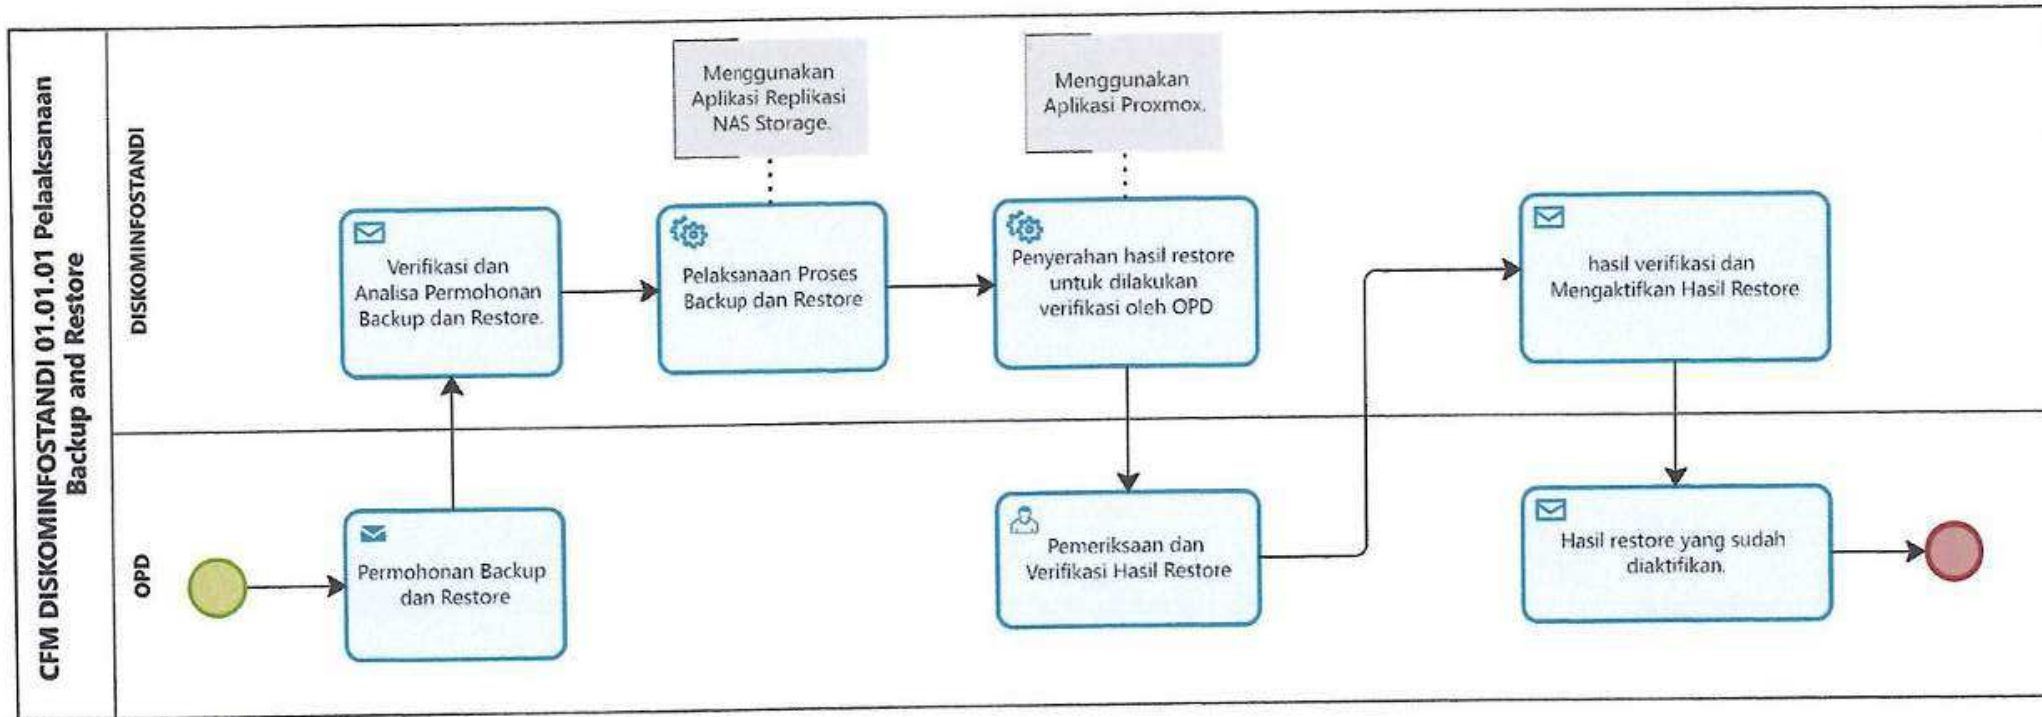 CFM DISKOMINFOSTANDI 01.01.01 Pelaaksanaan
Backup and Restore
DISKOMINFOSTANDI
Menggunakan
Aplikasi Replikasi
NAS Storage.
Menggunakan
Aplikasi Proxmox.
Verifikasi dan
Analisa Permohonan
Backup dan Restore.
Pelaksanaan Proses
Backup dan Restore
Penyerahan hasil restore
untuk dilakukan
verifikasi oleh OPD
hasil verifikasi dan
Mengaktifkan Hasil Restore
OPD
Permohonan Backup
dan Restore
Pemeriksaan dan
Verifikasi Hasil Restore
Hasil restore yang sudah
diaktifikan.